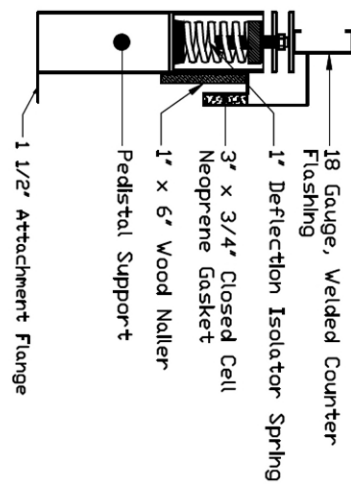 18 Gauge, Welded Counter
Flashing
1" Deflection Isolator Spring
3" x 3/4" Closed Cell
Neoprene Gasket
1" x 6" Wood Nailer
Pedistal Support
1 1/2" Attachment Flange